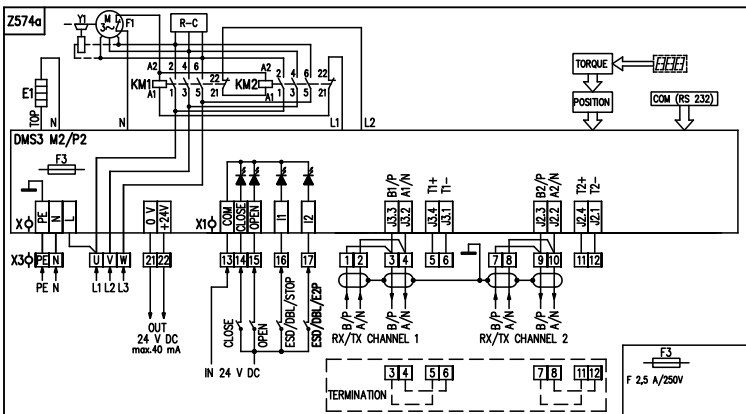 Z574a
Y1
M
3~
F1
R-C
A2 2 4 6
22
A2
2 4 6 22
KM1
KM2
A1 1 3 5
21
A1
1 3 5 21
E1
TOP
N
N
L1
L2
TORQUE
POSITION
COM (RS 232)
DMS3 M2/P2
F3
X
PE
N
L
0 V
+24V
X1
COM
CLOSE
OPEN
I1
I2
J3.3 B1/P
J3.2 A1/N
J3.4 T1+
J3.1 T1-
J2.3 B2/P
J2.2 A2/N
J2.4 T2+
J2.1 T2-
X3
PE N U V W 21 22 13 14 15 16 17 1 2 3 4 5 6 7 8 9 10 11 12
PE N
L1 L2 L3
OUT
24 V DC
max.40 mA
IN 24 V DC
CLOSE
OPEN
ESD/DBL/STOP
ESD/DBL/E2P
B/P
A/N
B/P
A/N
RX/TX CHANNEL 1
B/P
A/N
B/P
A/N
RX/TX CHANNEL 2
TERMINATION
3 4 5 6
7 8 11 12
F3
F 2,5 A/250V